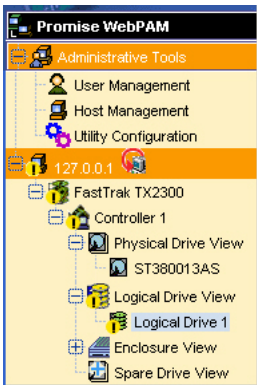 Promise WebPAM
Administrative Tools
User Management
Host Management
Utility Configuration
127.0.0.1
FastTrak TX2300
Controller 1
Physical Drive View
ST380013AS
Logical Drive View
Logical Drive 1
Enclosure View
Spare Drive View